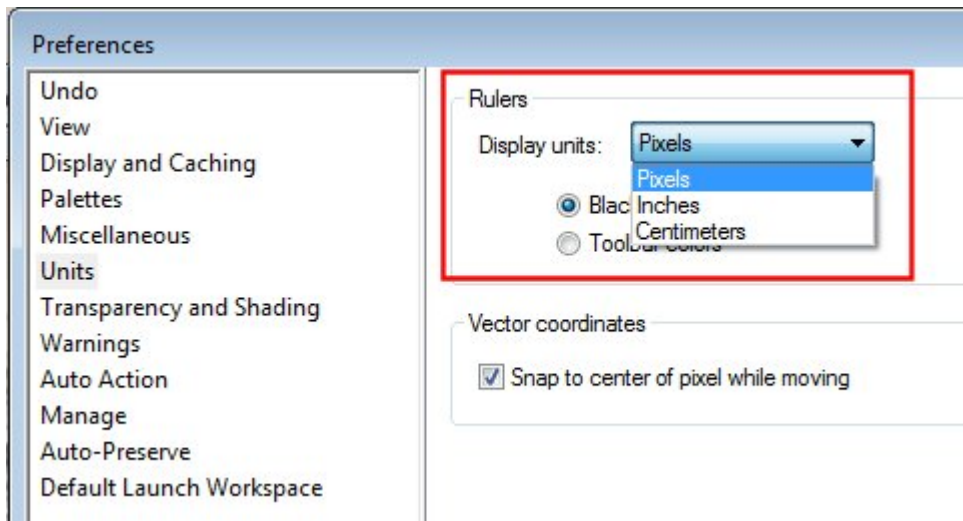 Preferences
Undo
View
Display and Caching
Palettes
Miscellaneous
Units
Transparency and Shading
Warnings
Auto Action
Manage
Auto-Preserve
Default Launch Workspace
Rulers
Display units: Pixels
Pixels
Inches
Centimeters
colors
Vector coordinates
Snap to center of pixel while moving